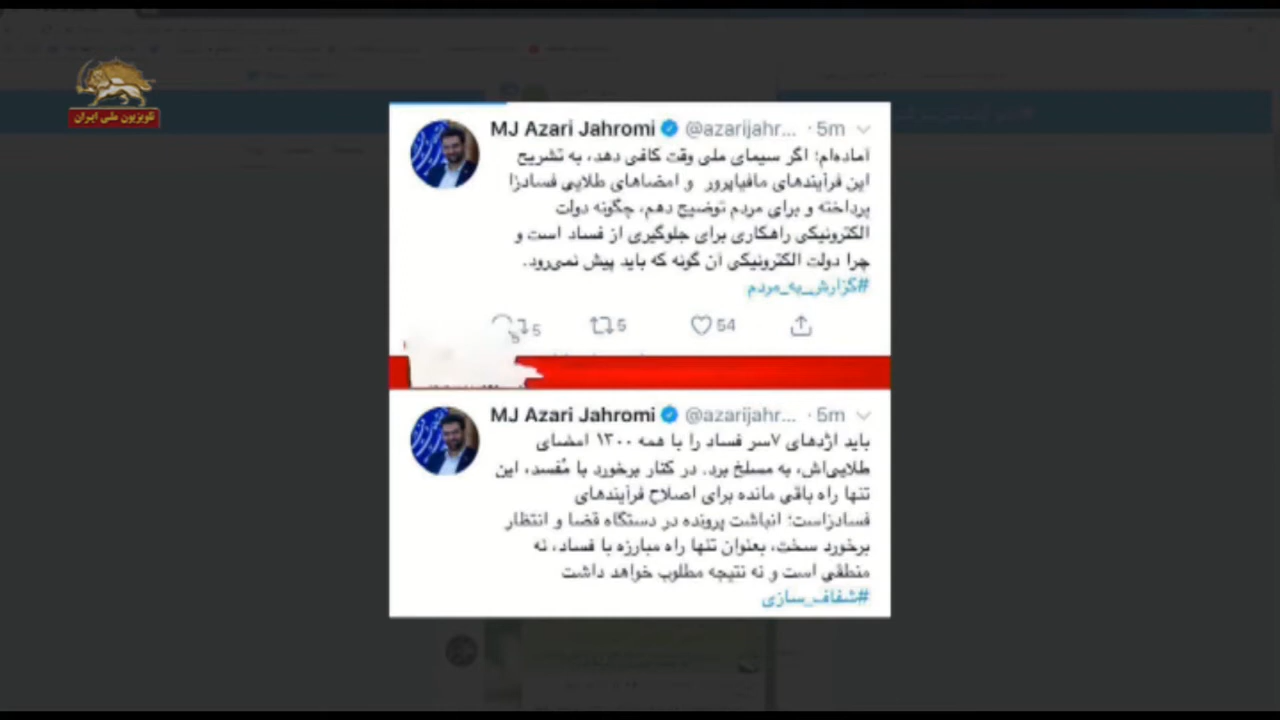 تلویزیون ملی ایران
MJ Azari Jahromi @azarijahr... · 5m
آماده‌ام؛ اگر سیمای ملی وقت کافی دهد، به تشریح
این فرآیندهای مافیاپرور و امضاهای طلایی فسادزا
پرداخته و برای مردم توضیح دهم، چگونه دولت
الکترونیکی راهکاری برای جلوگیری از فساد است و
چرا دولت الکترونیکی آن گونه که باید پیش نمی‌رود.
#گزارش_به_مردم
5 5 54
MJ Azari Jahromi @azarijahr... · 5m
باید اژدهای ۷سر فساد را با همه ۱۳۰۰ امضای
طلایی‌اش، به مسلخ برد. در کنار برخورد با مُفسد، این
تنها راه باقی مانده برای اصلاح فرآیندهای
فسادزاست؛ انباشت پرونده در دستگاه قضا و انتظار
برخورد سخت، بعنوان تنها راه مبارزه با فساد، نه
منطقی است و نه نتیجه مطلوب خواهد داشت
#شفاف_سازی